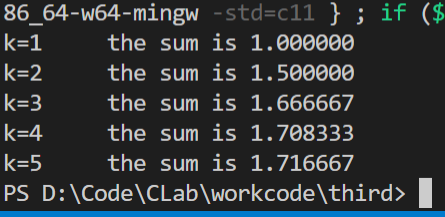 86_64-w64-mingw -std=c11 } ; if ($
k=1 the sum is 1.000000
k=2 the sum is 1.500000
k=3 the sum is 1.666667
k=4 the sum is 1.708333
k=5 the sum is 1.716667
PS D:\Code\CLab\workcode\third>